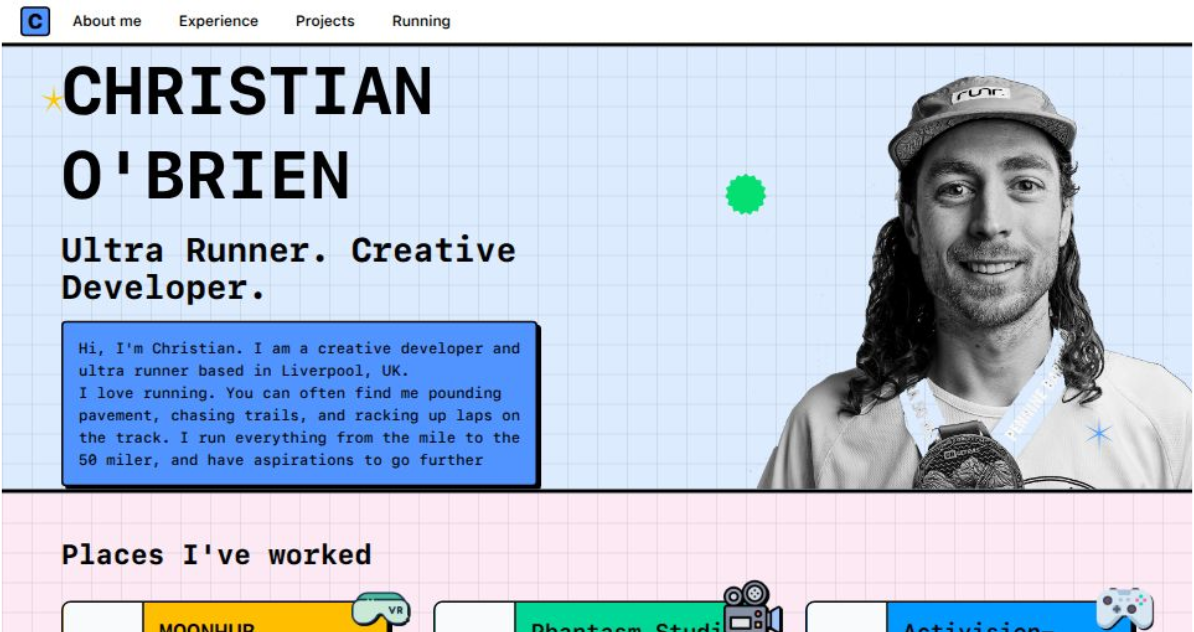 C About me Experience Projects Running
CHRISTIAN
O'BRIEN
runr.
Ultra Runner. Creative
Developer.
Hi, I'm Christian. I am a creative developer and
ultra runner based in Liverpool, UK.
I love running. You can often find me pounding
pavement, chasing trails, and racking up laps on
the track. I run everything from the mile to the
50 miler, and have aspirations to go further
PENNINE
Places I've worked
VR
MOONHUB
Phantasm Studi
Activision-